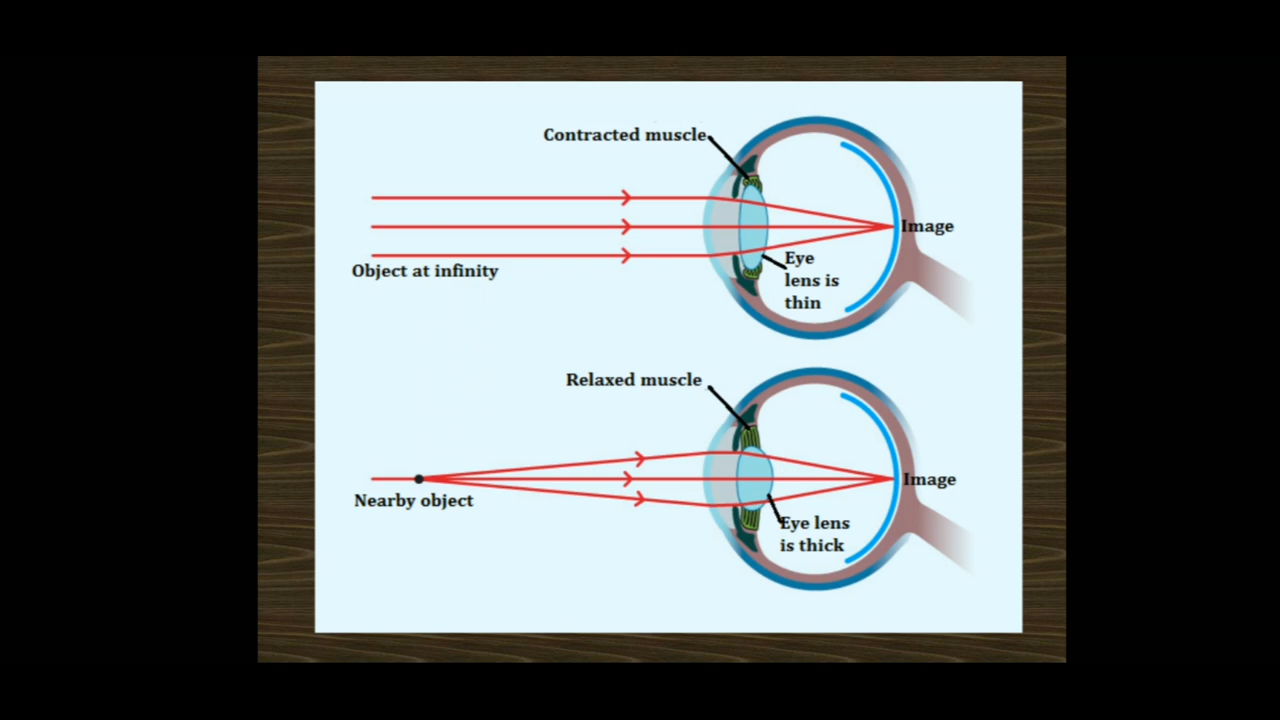 Contracted muscle
Image
Eye
lens is
thin
Object at infinity
Relaxed muscle
Image
Nearby object
Eye lens
is thick